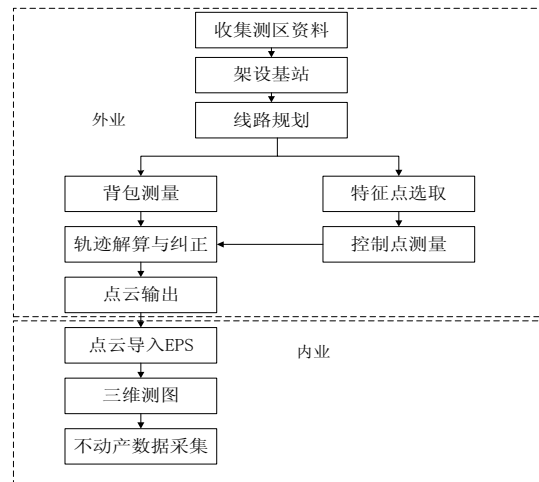 收集测区资料
架设基站
线路规划
外业
背包测量
特征点选取
轨迹解算与纠正
控制点测量
点云输出
点云导入EPS
内业
三维测图
不动产数据采集